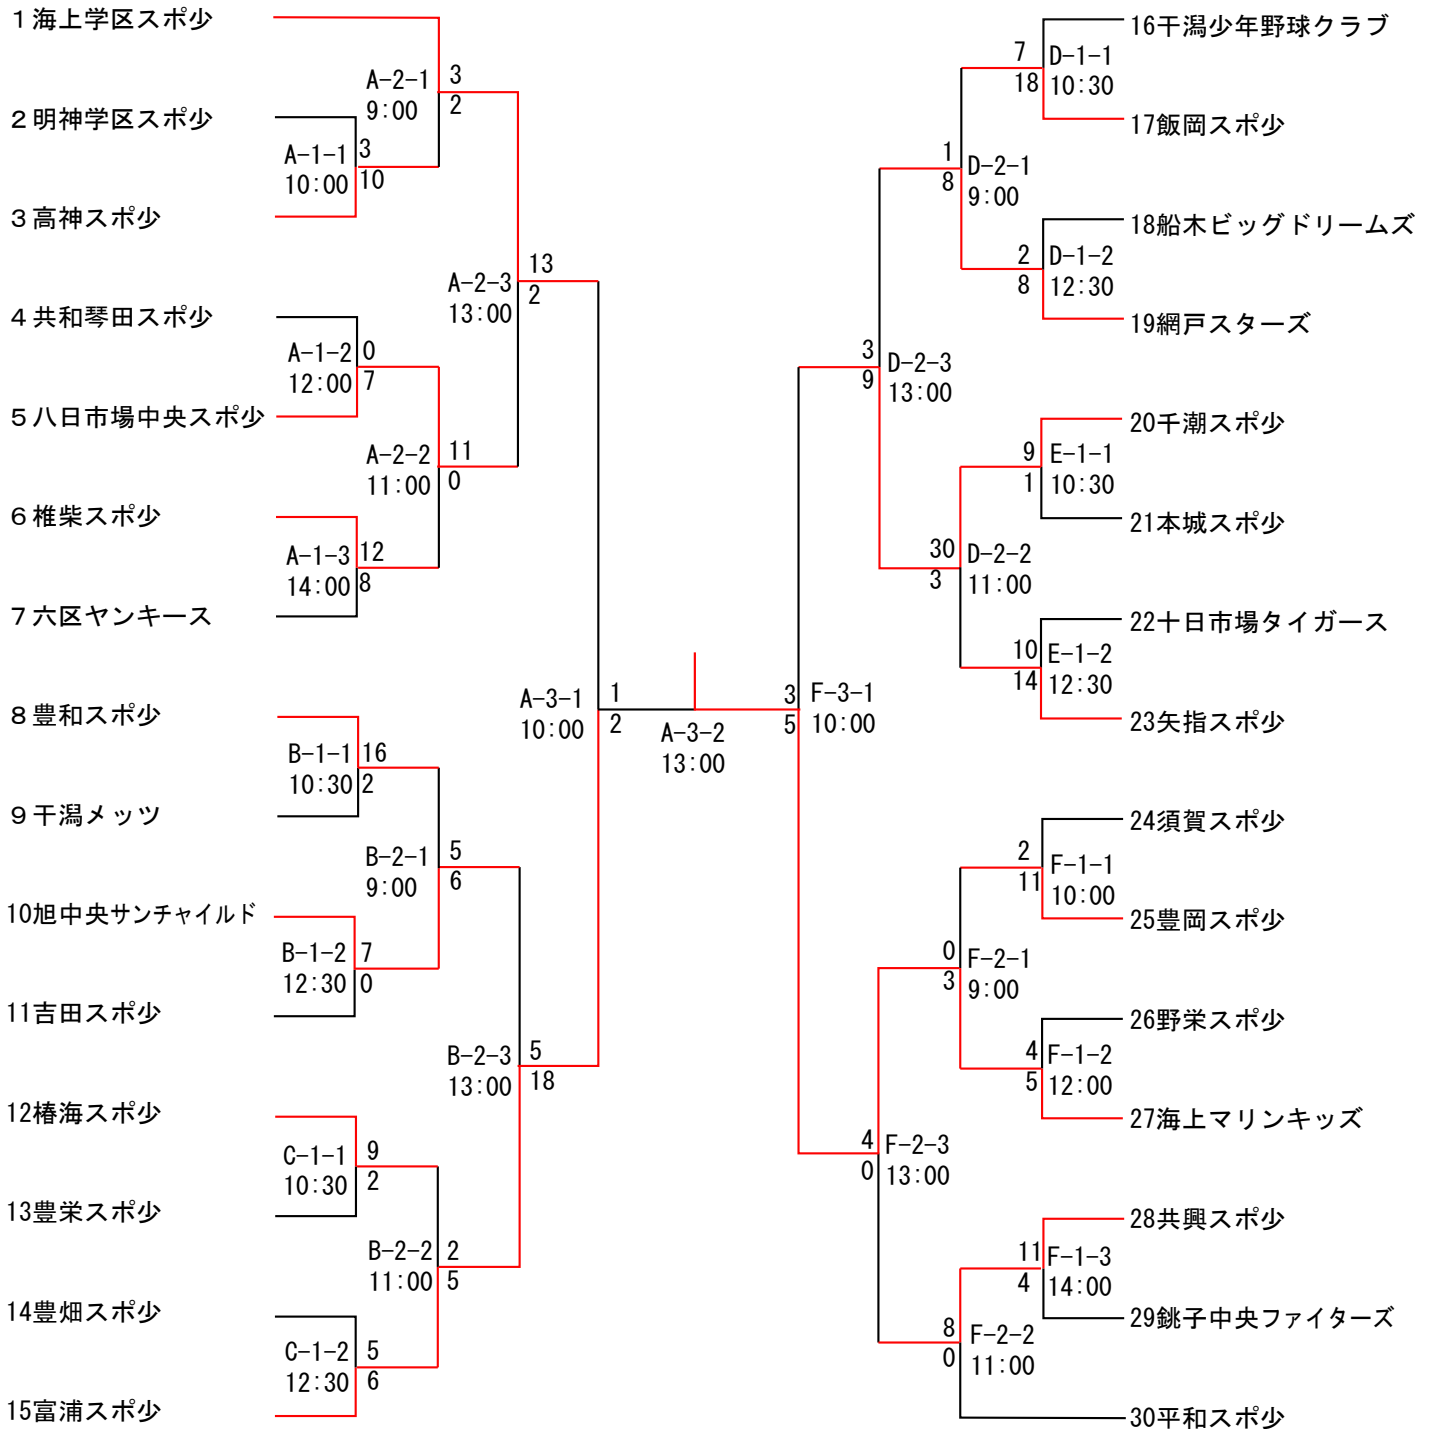 1海上学区スポ少
A-2-1
9:00
3
2
2明神学区スポ少
A-1-1
10:00
3
10
3高神スポ少
A-2-3
13:00
13
2
4共和琴田スポ少
A-1-2
12:00
0
7
5八日市場中央スポ少
A-2-2
11:00
11
0
6椎柴スポ少
A-1-3
14:00
12
8
7六区ヤンキース
A-3-1
10:00
1
2
8豊和スポ少
B-1-1
10:30
16
2
9干潟メッツ
B-2-1
9:00
5
6
10旭中央サンチャイルド
B-1-2
12:30
7
0
11吉田スポ少
B-2-3
13:00
5
18
12椿海スポ少
C-1-1
10:30
9
2
13豊栄スポ少
B-2-2
11:00
2
5
14豊畑スポ少
C-1-2
12:30
5
6
15富浦スポ少
A-3-2
13:00
16干潟少年野球クラブ
7
18
D-1-1
10:30
17飯岡スポ少
1
8
D-2-1
9:00
18船木ビッグドリームズ
2
8
D-1-2
12:30
19網戸スターズ
3
9
D-2-3
13:00
20千潮スポ少
9
1
E-1-1
10:30
21本城スポ少
30
3
D-2-2
11:00
22十日市場タイガース
10
14
E-1-2
12:30
23矢指スポ少
3
5
F-3-1
10:00
24須賀スポ少
2
11
F-1-1
10:00
25豊岡スポ少
0
3
F-2-1
9:00
26野栄スポ少
4
5
F-1-2
12:00
27海上マリンキッズ
4
0
F-2-3
13:00
28共興スポ少
11
4
F-1-3
14:00
29銚子中央ファイターズ
8
0
F-2-2
11:00
30平和スポ少